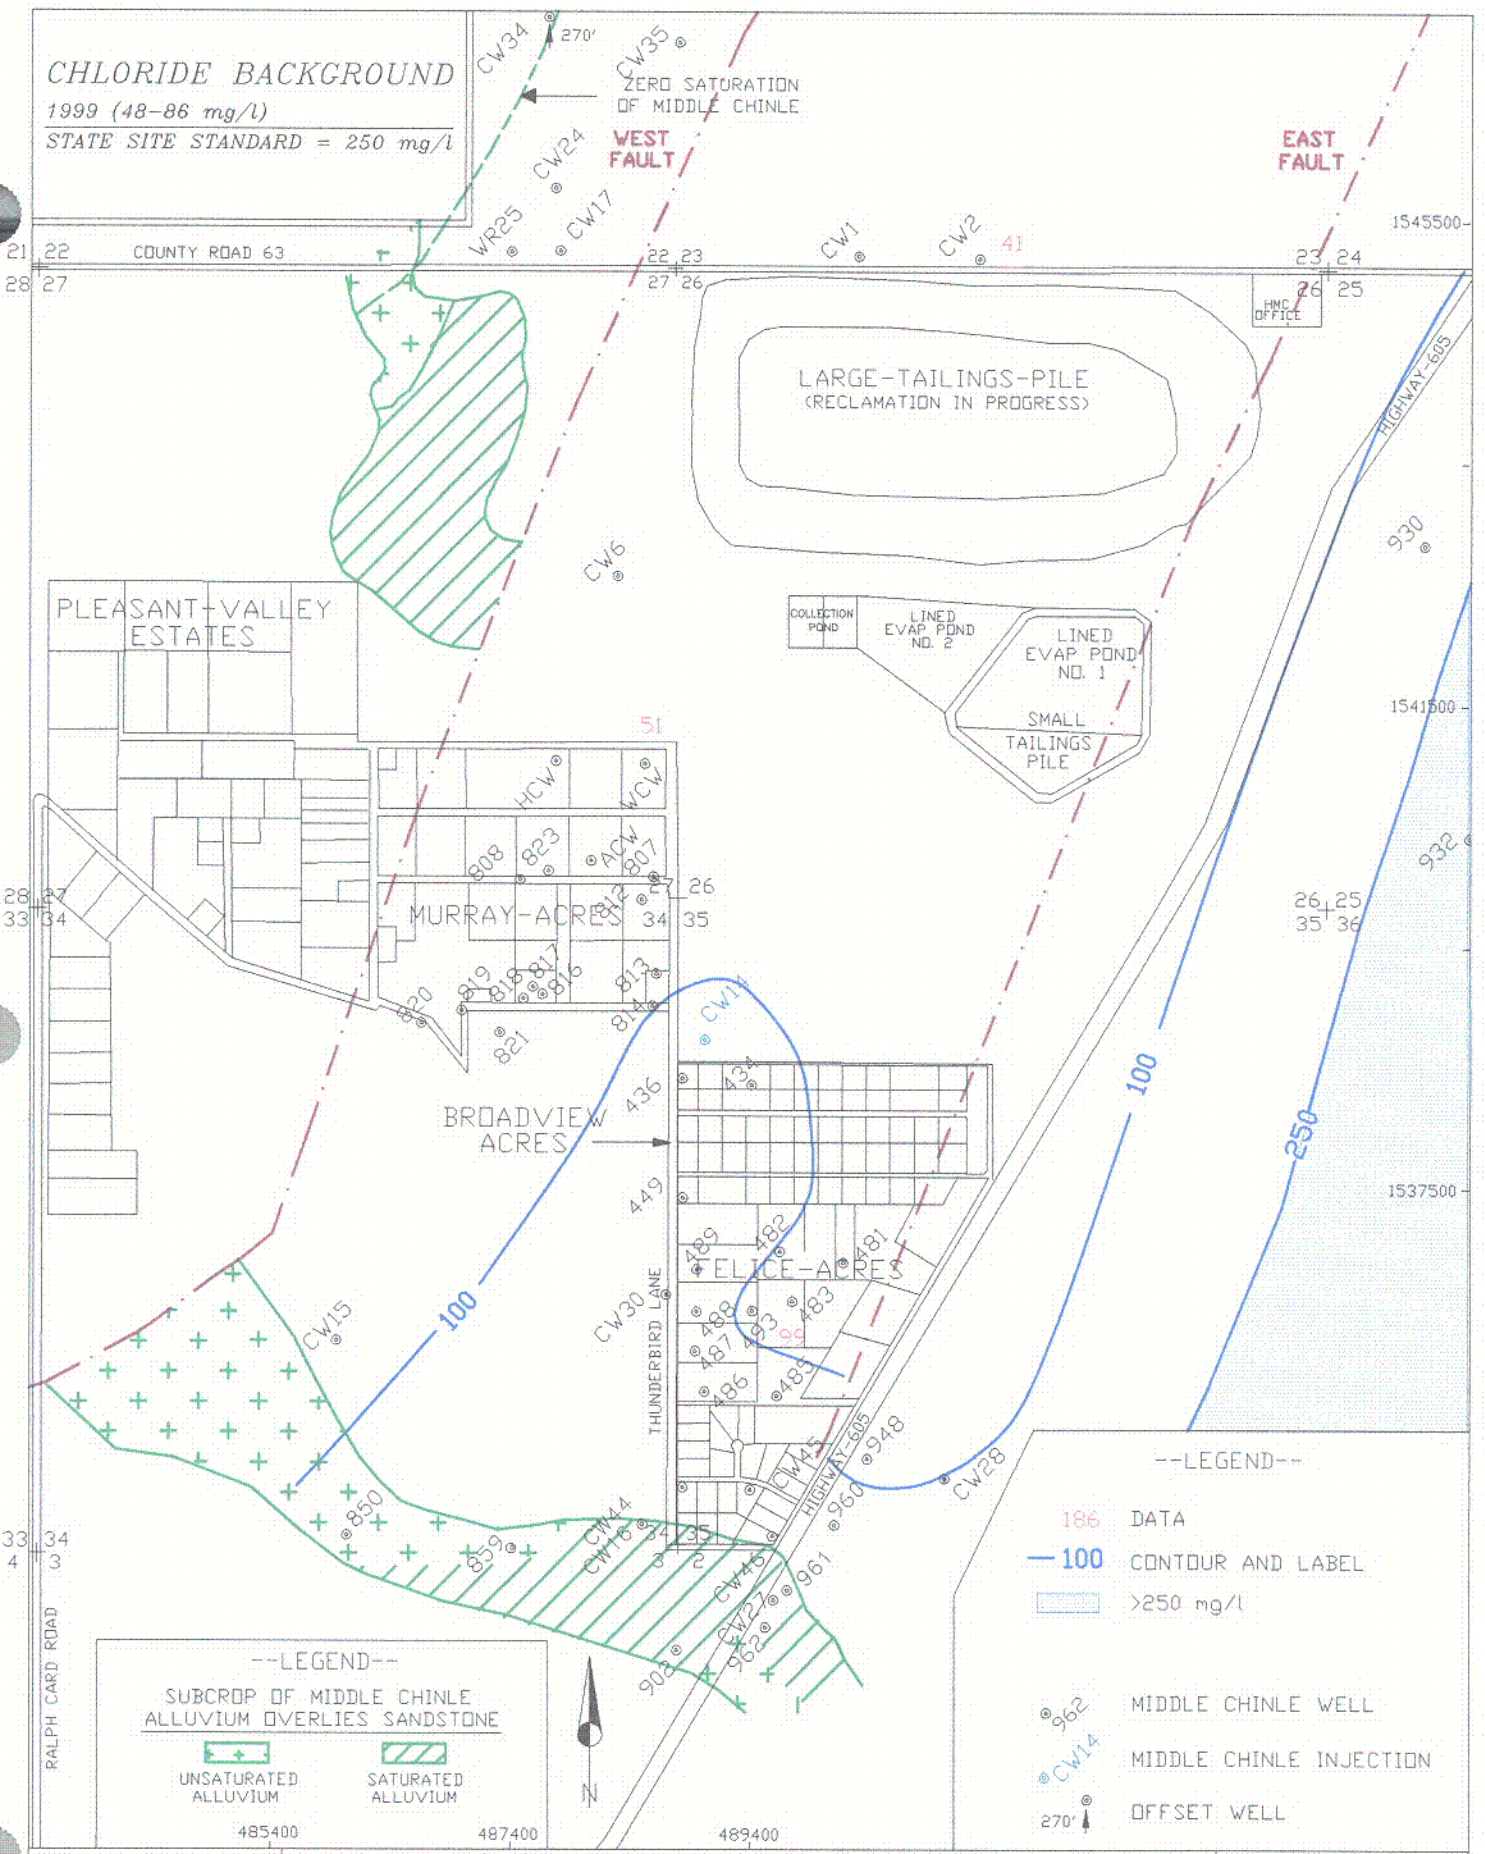 CHLORIDE BACKGROUND
1999 (48-86 mg/l)
STATE SITE STANDARD = 250 mg/l
CW34
270'
CW35
ZERO SATURATION
OF MIDDLE CHINLE
WEST
FAULT
EAST
FAULT
CW24
CW17
WR25
CW1
CW2
41
1545500
COUNTY ROAD 63
21 22
28 27
22 23
27 26
23 24
26 25
HMC
OFFICE
HIGHWAY-605
LARGE-TAILINGS-PILE
(RECLAMATION IN PROGRESS)
930
CW6
PLEASANT-VALLEY
ESTATES
COLLECTION
POND
LINED
EVAP POND
NO. 2
LINED
EVAP POND
NO. 1
SMALL
TAILINGS
PILE
1541500
51
HCW
WCW
ACW
808
823
807
812
932
28 27
33 34
27 26
34 35
26 25
35 36
MURRAY-ACRES
820
819
818
817
816
813
814
821
CW14
436
434
100
BROADVIEW
ACRES
250
449
1537500
489
482
481
FELICE-ACRES
THUNDERBIRD LANE
CW30
CW15
100
488
493
483
99
487
486
485
CW45
HIGHWAY-605
948
CW28
960
850
859
CW44
CW16
34 35
3 2
33 34
4 3
CW46
961
CW27
962
902
RALPH CARD ROAD
--LEGEND--
SUBCROP OF MIDDLE CHINLE
ALLUVIUM OVERLIES SANDSTONE
UNSATURATED
ALLUVIUM
SATURATED
ALLUVIUM
N
485400
487400
489400
--LEGEND--
186 DATA
100 CONTOUR AND LABEL
>250 mg/l
962 MIDDLE CHINLE WELL
CW14 MIDDLE CHINLE INJECTION
270' OFFSET WELL